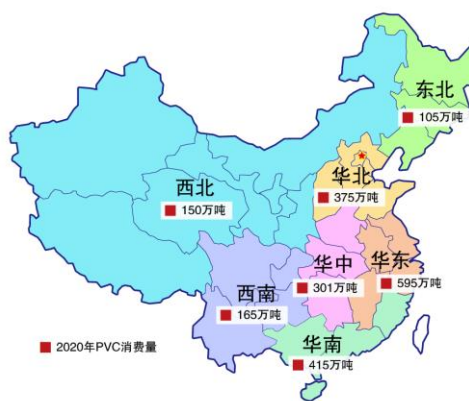 东北
105万吨
华北
375万吨
西北
150万吨
华中
301万吨
华东
595万吨
西南
165万吨
华南
415万吨
2020年PVC消费量